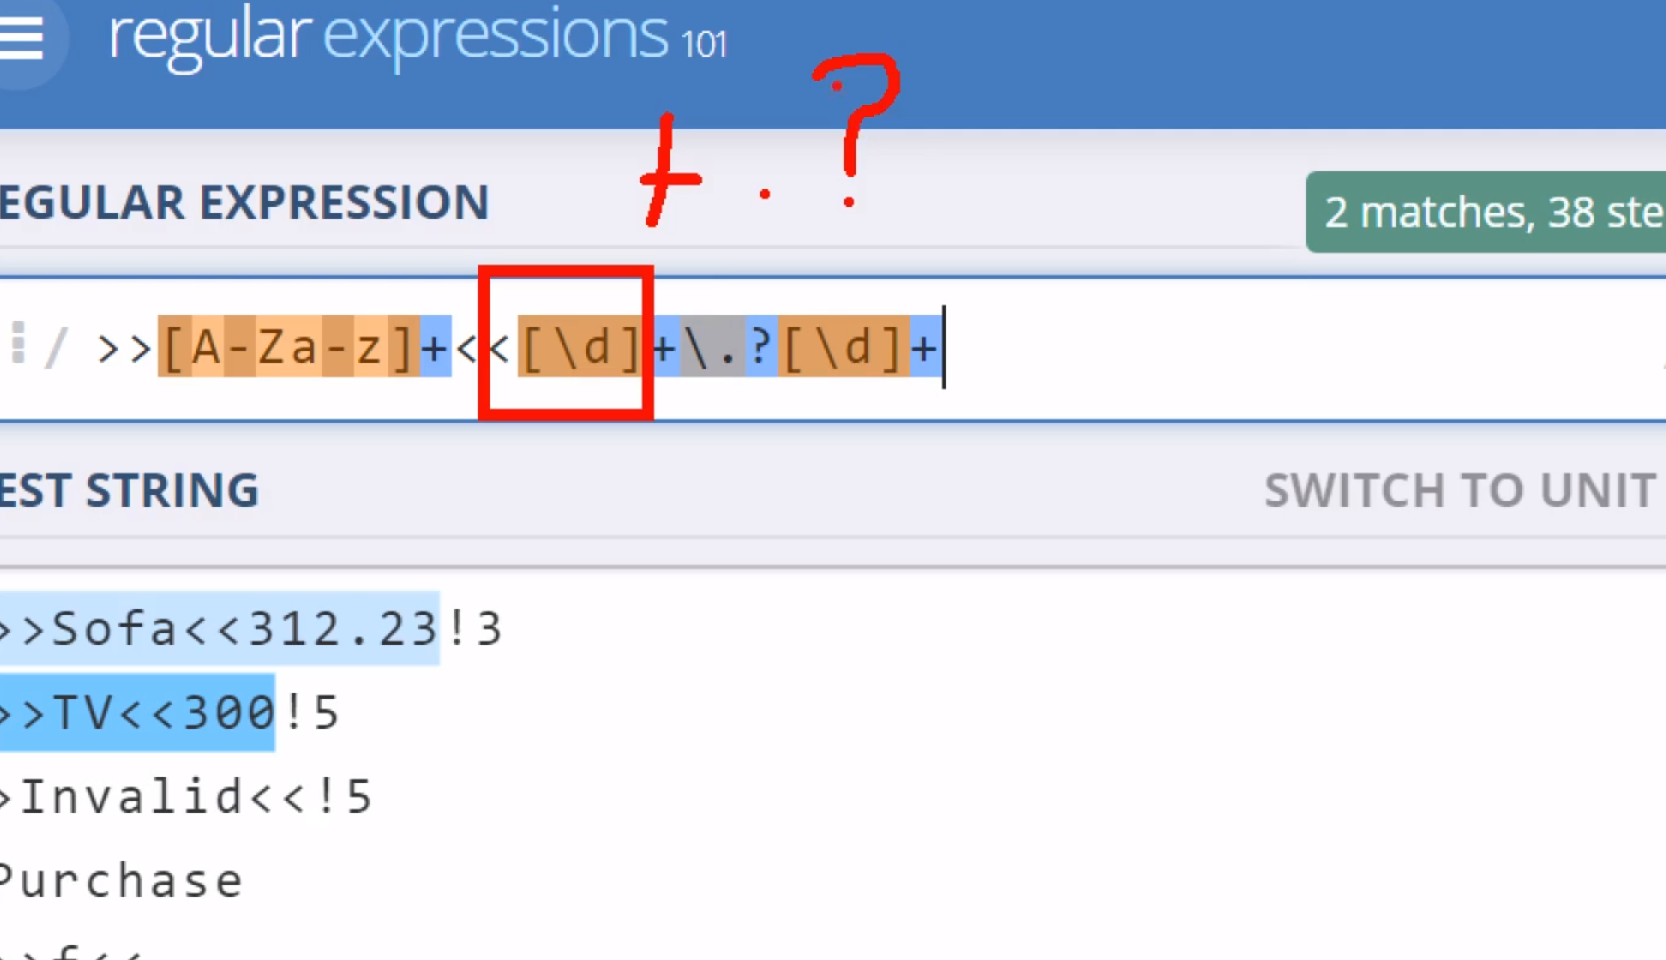 regular expressions 101
+ . ?
EGULAR EXPRESSION
2 matches, 38 ste
/ >>[A-Za-z]+<<[\d]+\.?[\d]+
EST STRING
SWITCH TO UNIT
>>Sofa<<312.23!3
>>TV<<300!5
>Invalid<<!5
Purchase
>>f<<